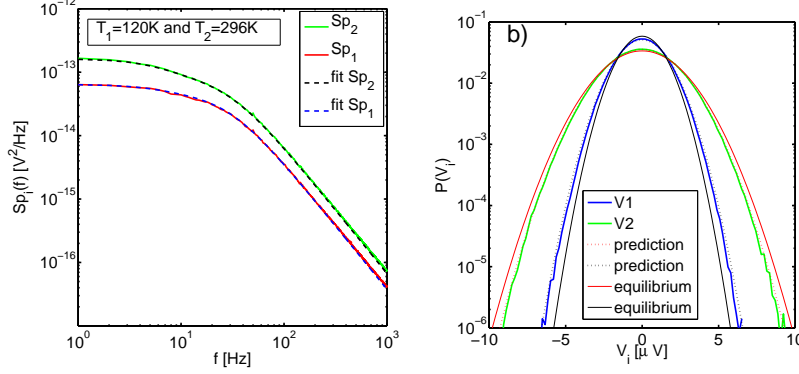 T₁=120K and T₂=296K
Sp₂
Sp₁
fit Sp₂
fit Sp₁
10⁻¹²
10⁻¹³
10⁻¹⁴
10⁻¹⁵
10⁻¹⁶
Spᵢ(f) [V²/Hz]
10⁰ 10¹ 10² 10³
f [Hz]
b)
10⁻¹
10⁻²
10⁻³
10⁻⁴
10⁻⁵
10⁻⁶
P(Vᵢ)
V1
V2
prediction
prediction
equilibrium
equilibrium
−10 −5 0 5 10
Vᵢ [μ V]